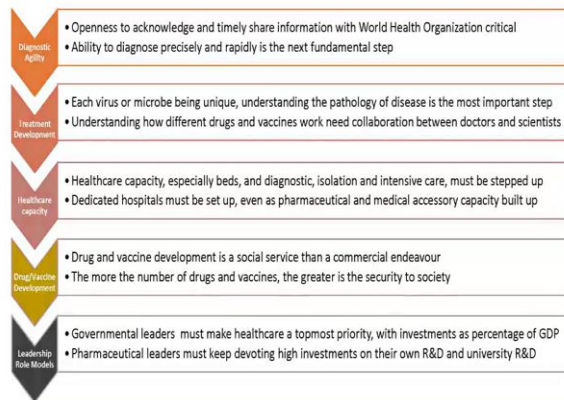 Diagnostic
Agility
• Openness to acknowledge and timely share information with World Health Organization critical
• Ability to diagnose precisely and rapidly is the next fundamental step
Treatment
Development
• Each virus or microbe being unique, understanding the pathology of disease is the most important step
• Understanding how different drugs and vaccines work need collaboration between doctors and scientists
Healthcare
capacity
• Healthcare capacity, especially beds, and diagnostic, isolation and intensive care, must be stepped up
• Dedicated hospitals must be set up, even as pharmaceutical and medical accessory capacity built up
Drug/Vaccine
Development
• Drug and vaccine development is a social service than a commercial endeavour
• The more the number of drugs and vaccines, the greater is the security to society
Leadership
Role Models
• Governmental leaders must make healthcare a topmost priority, with investments as percentage of GDP
• Pharmaceutical leaders must keep devoting high investments on their own R&D and university R&D